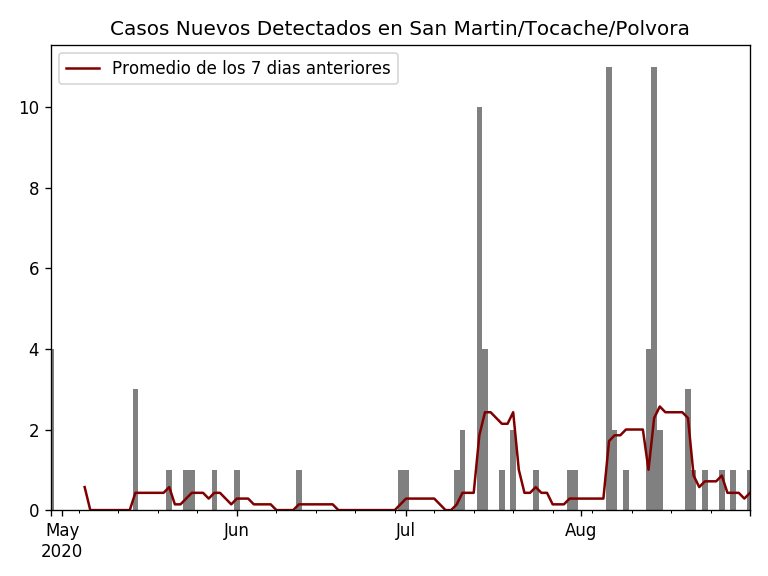 Casos Nuevos Detectados en San Martin/Tocache/Polvora
Promedio de los 7 dias anteriores
10
8
6
4
2
0
May Jun Jul Aug
2020